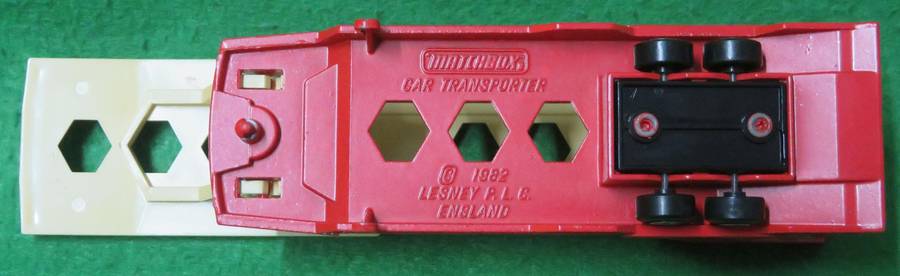 MATCHBOX
CAR TRANSPORTER
© 1982
LESNEY P.L.C.
ENGLAND